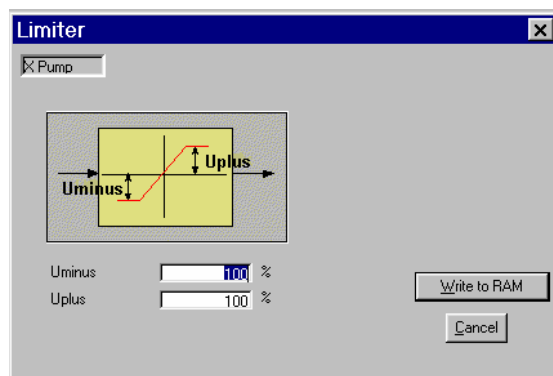 Limiter
X Pump
Uplus
Uminus
Uminus 100 %
Uplus 100 %
Write to RAM
Cancel